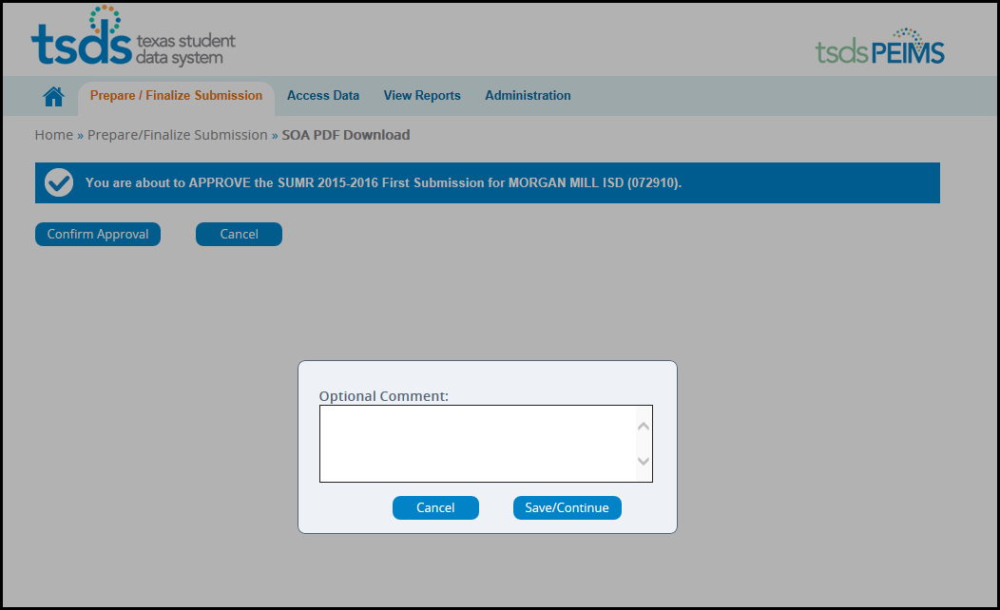 tsds texas student
data system
tsds PEIMS
Prepare / Finalize Submission Access Data View Reports Administration
Home » Prepare/Finalize Submission » SOA PDF Download
You are about to APPROVE the SUMR 2015-2016 First Submission for MORGAN MILL ISD (072910).
Confirm Approval Cancel
Optional Comment:
Cancel Save/Continue